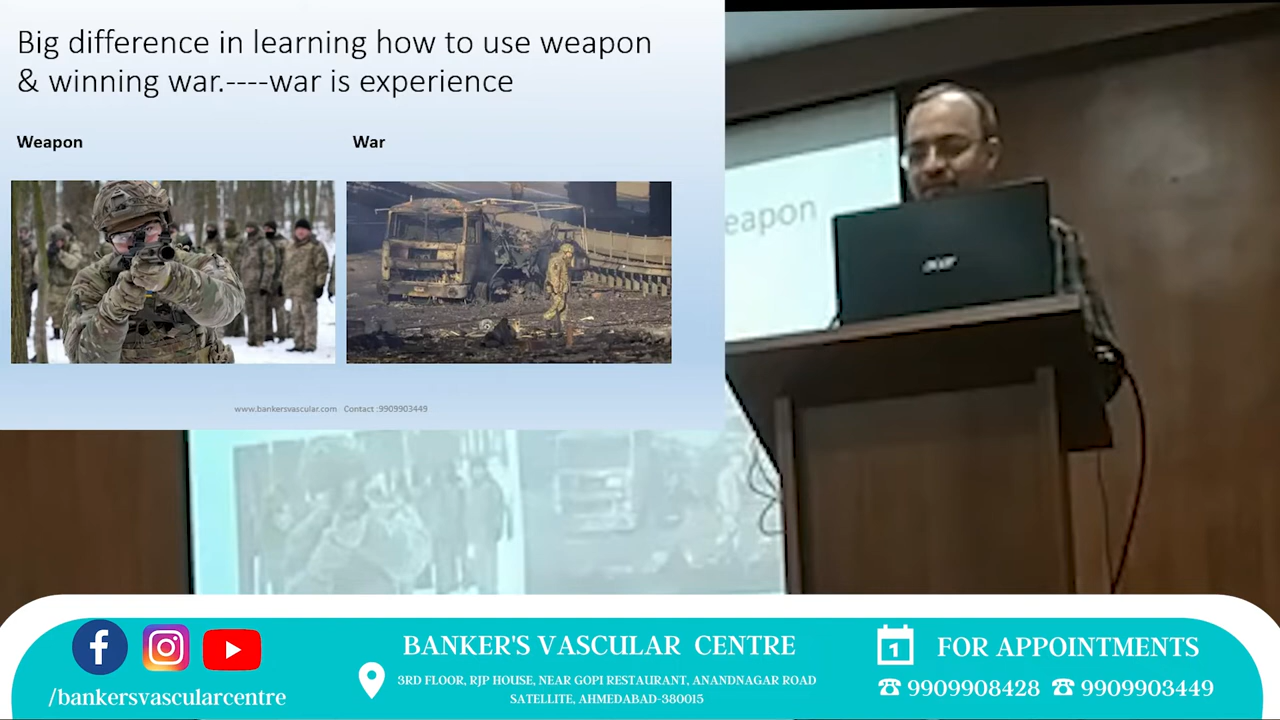 Big difference in learning how to use weapon
& winning war.----war is experience
Weapon
War
www.bankersvascular.com Contact :9909903449
eapon
acer
/bankersvascularcentre
BANKER'S VASCULAR CENTRE
3RD FLOOR, RJP HOUSE, NEAR GOPI RESTAURANT, ANANDNAGAR ROAD
SATELLITE, AHMEDABAD-380015
1
FOR APPOINTMENTS
9909908428 9909903449